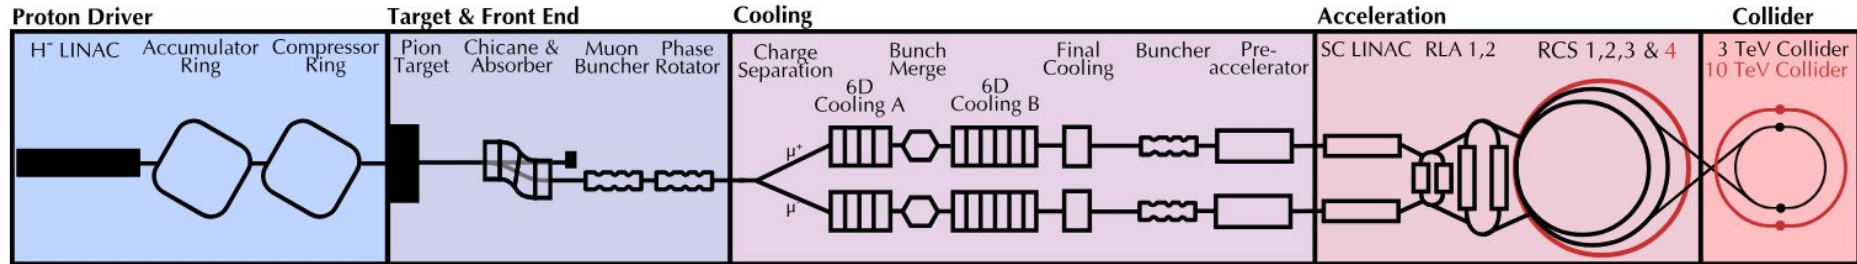 Proton Driver
Target & Front End
Cooling
Acceleration
Collider
H⁻ LINAC
Accumulator
Ring
Compressor
Ring
Pion
Target
Chicane &
Absorber
Muon
Buncher
Phase
Rotator
Charge
Separation
6D
Cooling A
Bunch
Merge
6D
Cooling B
Final
Cooling
Buncher
Pre-
accelerator
μ⁺
μ⁻
SC LINAC
RLA 1,2
RCS 1,2,3 & 4
3 TeV Collider
10 TeV Collider